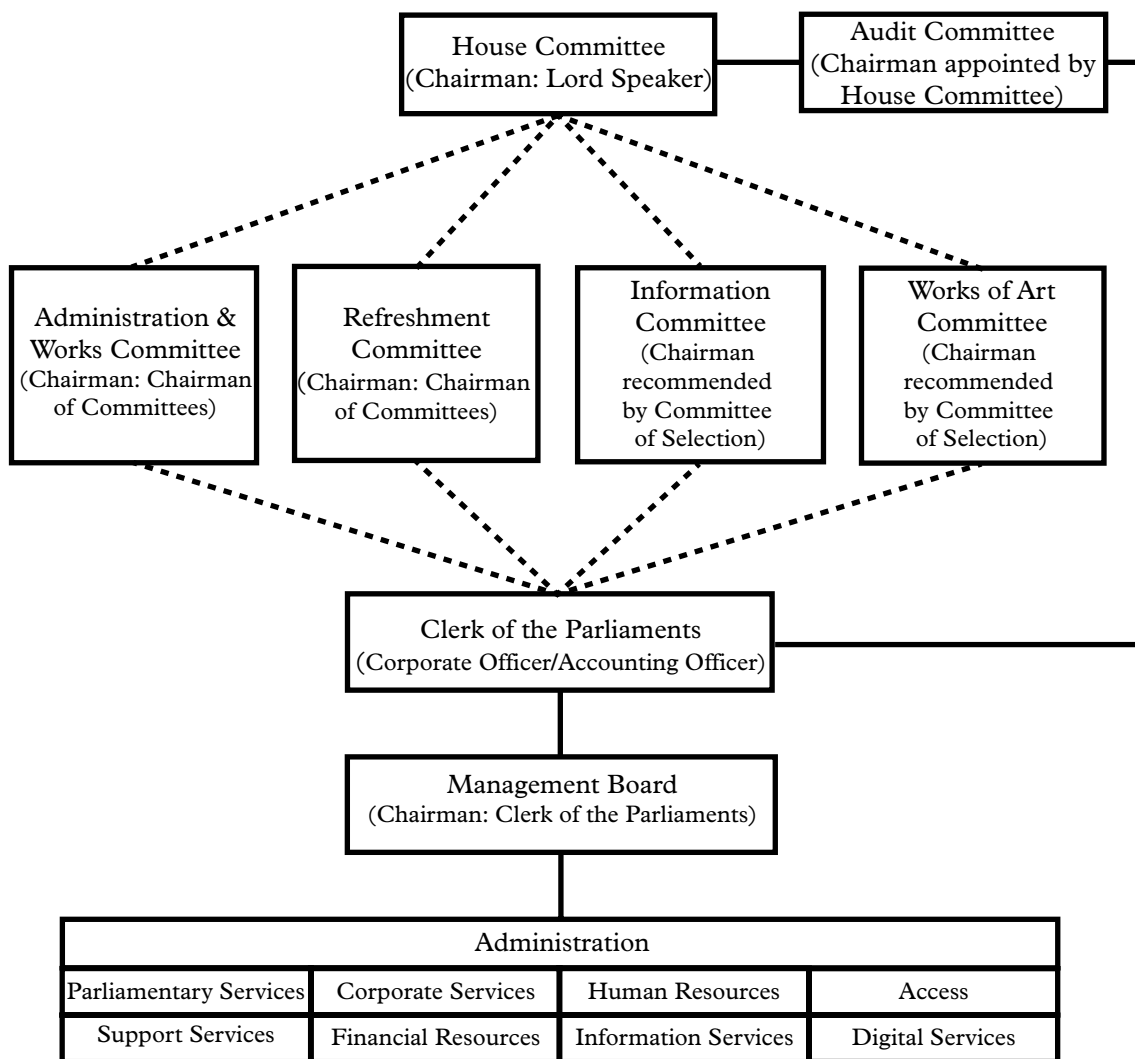 House Committee
(Chairman: Lord Speaker)
Audit Committee
(Chairman appointed by
House Committee)
Administration &
Works Committee
(Chairman: Chairman
of Committees)
Refreshment
Committee
(Chairman: Chairman
of Committees)
Information
Committee
(Chairman
recommended
by Committee
of Selection)
Works of Art
Committee
(Chairman
recommended
by Committee
of Selection)
Clerk of the Parliaments
(Corporate Officer/Accounting Officer)
Management Board
(Chairman: Clerk of the Parliaments)
Administration
Parliamentary Services
Corporate Services
Human Resources
Access
Support Services
Financial Resources
Information Services
Digital Services